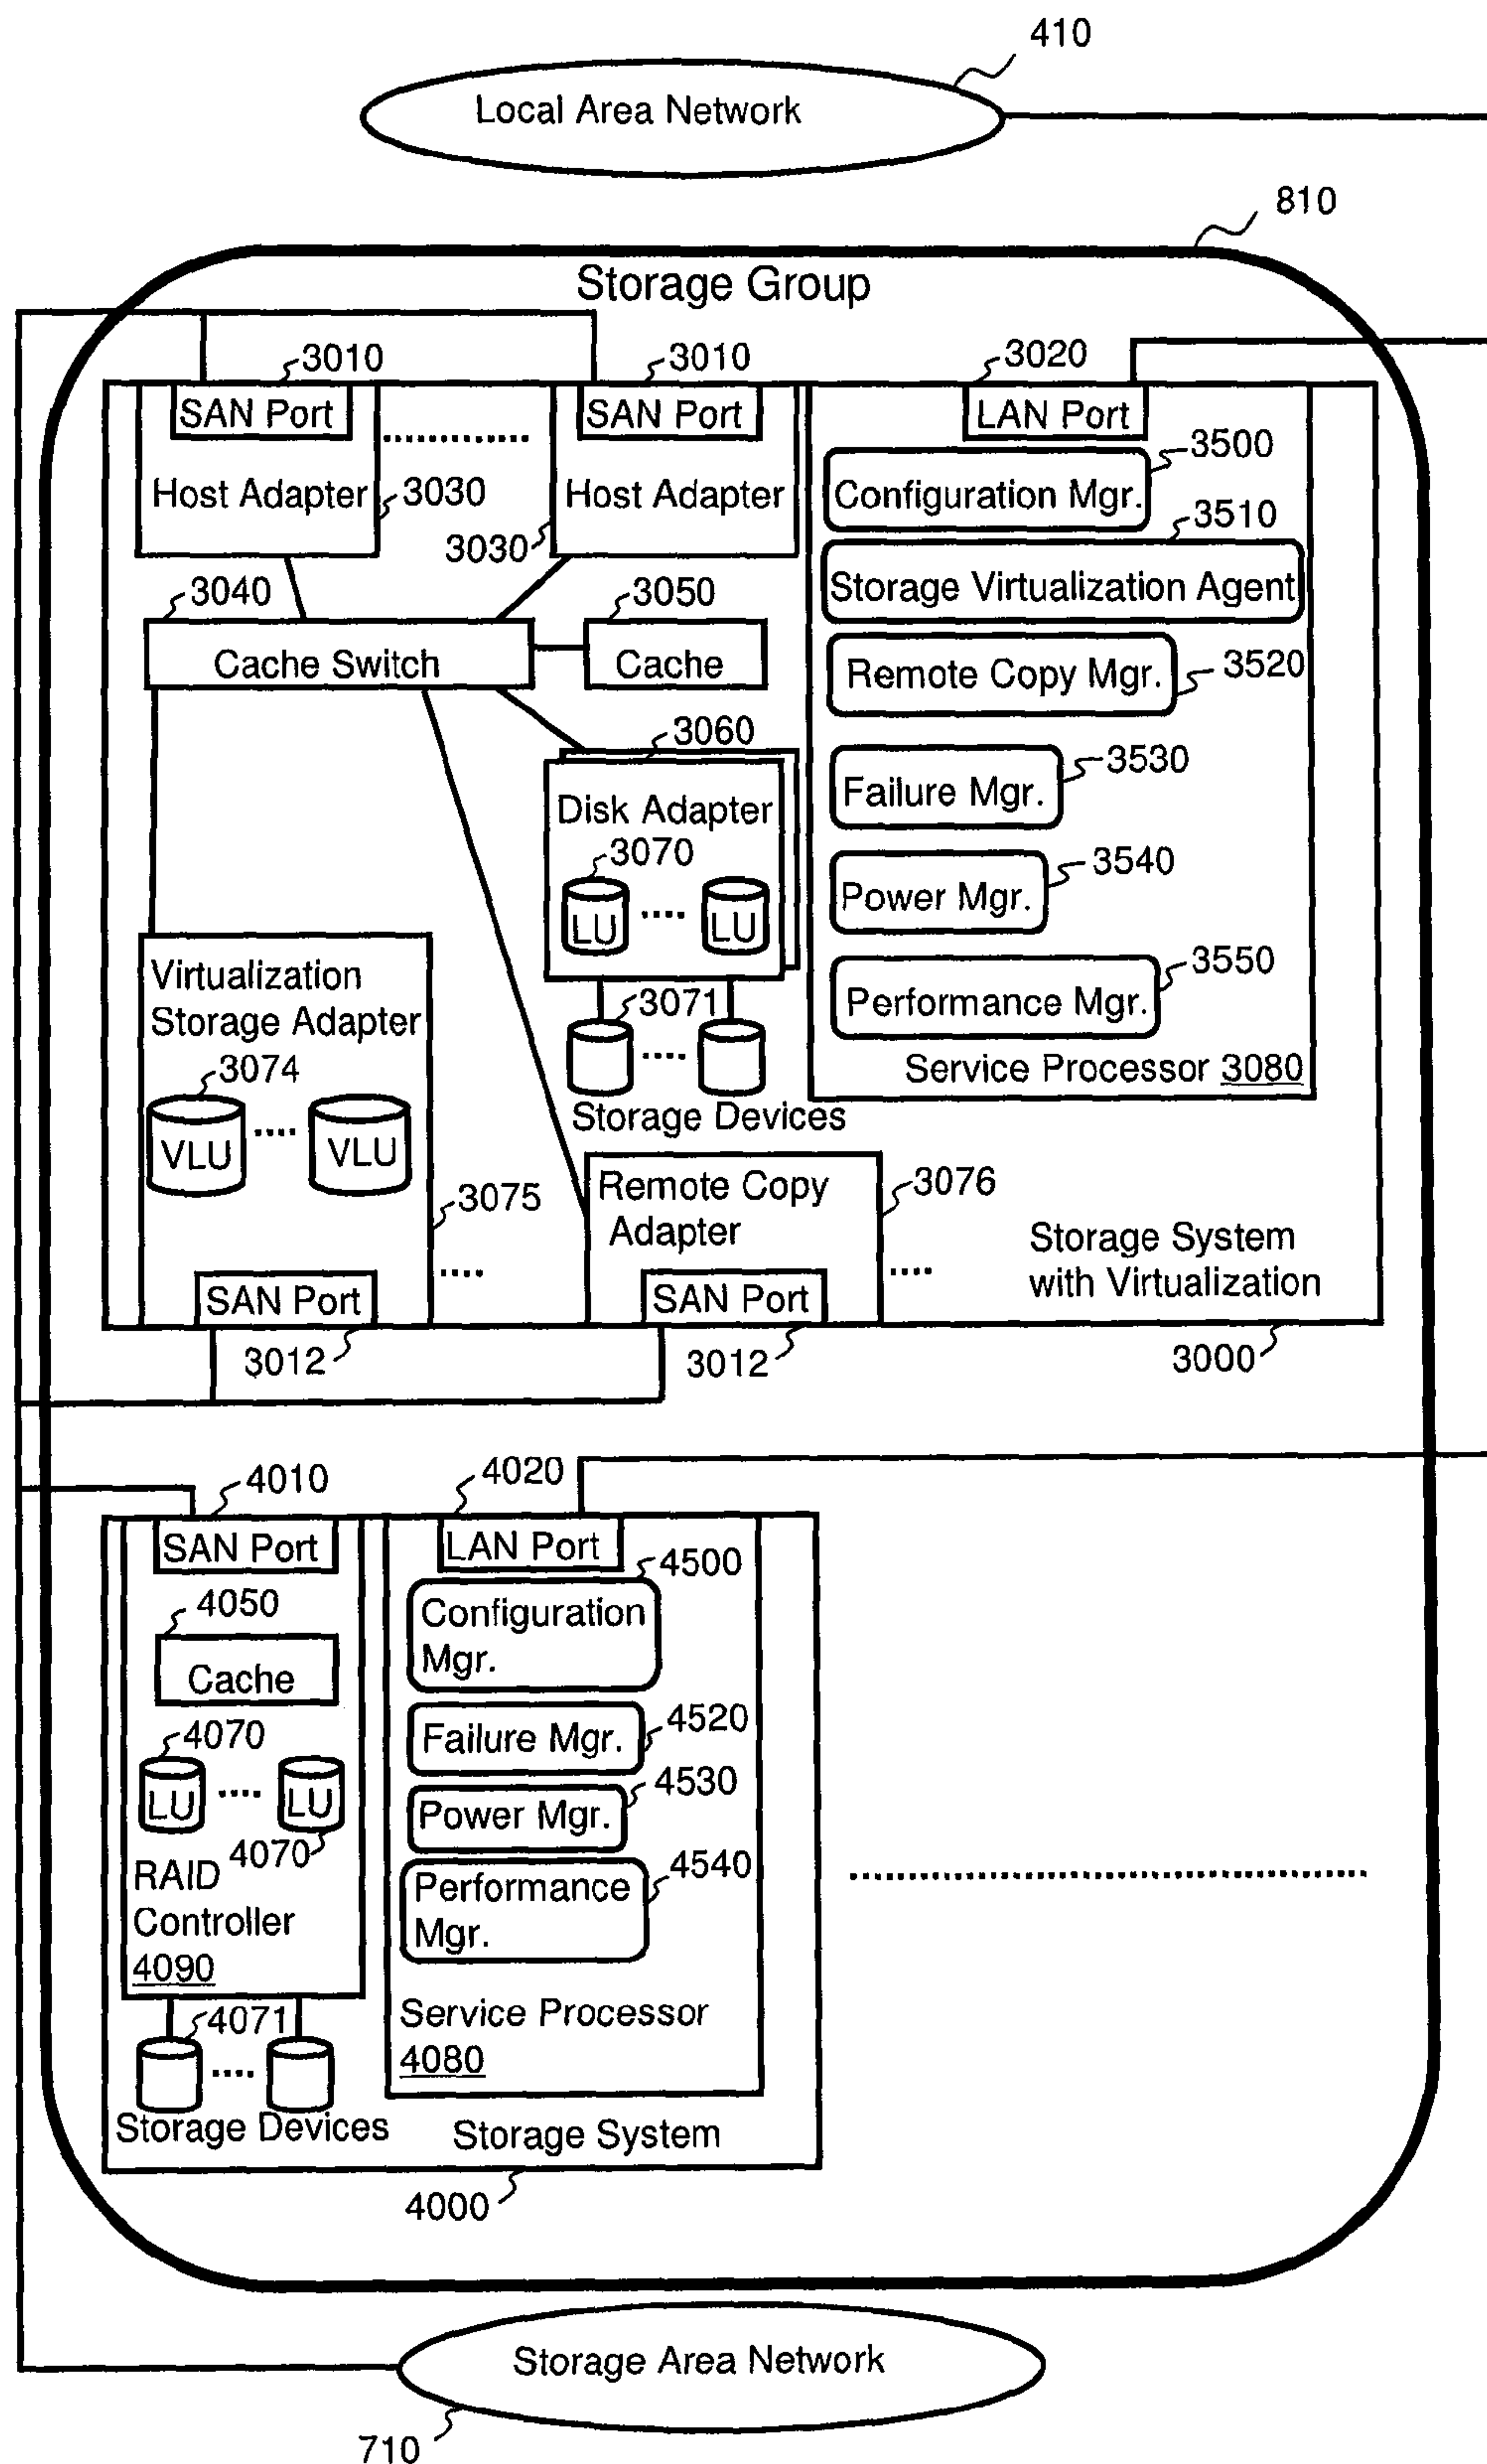 410
Local Area Network
810
Storage Group
3010
3010
3020
SAN Port
SAN Port
LAN Port
3500
Host Adapter
3030
Host Adapter
3030
Configuration Mgr.
3510
Storage Virtualization Agent
3040
3050
Cache Switch
Cache
Remote Copy Mgr.
3520
3060
Disk Adapter
3070
LU
....
LU
3530
Failure Mgr.
3540
Power Mgr.
3550
Performance Mgr.
Service Processor 3080
Virtualization
Storage Adapter
3074
VLU
....
VLU
3071
....
Storage Devices
3075
....
Remote Copy
Adapter
3076
....
Storage System
with Virtualization
SAN Port
SAN Port
3012
3012
3000
4010
4020
SAN Port
LAN Port
4500
4050
Cache
Configuration
Mgr.
4070
LU
....
LU
4070
4520
Failure Mgr.
4530
Power Mgr.
4540
Performance
Mgr.
RAID
Controller
4090
4071
....
Storage Devices
Service Processor
4080
Storage System
4000
Storage Area Network
710